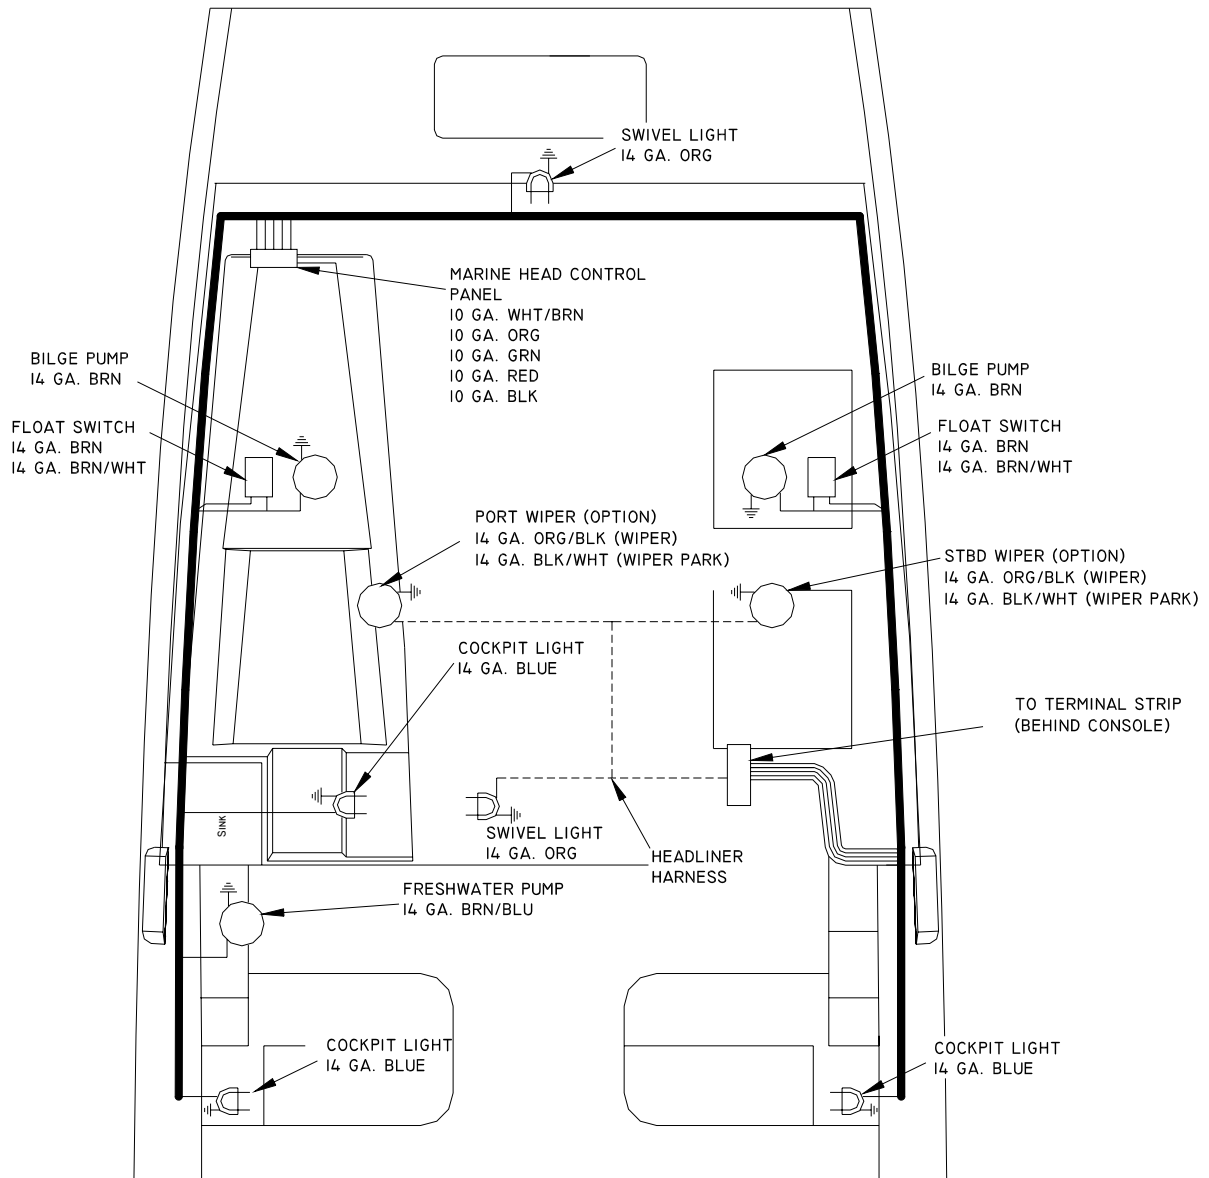 SWIVEL LIGHT
14 GA. ORG
MARINE HEAD CONTROL
PANEL
10 GA. WHT/BRN
10 GA. ORG
10 GA. GRN
10 GA. RED
10 GA. BLK
BILGE PUMP
14 GA. BRN
FLOAT SWITCH
14 GA. BRN
14 GA. BRN/WHT
BILGE PUMP
14 GA. BRN
FLOAT SWITCH
14 GA. BRN
14 GA. BRN/WHT
PORT WIPER (OPTION)
14 GA. ORG/BLK (WIPER)
14 GA. BLK/WHT (WIPER PARK)
STBD WIPER (OPTION)
14 GA. ORG/BLK (WIPER)
14 GA. BLK/WHT (WIPER PARK)
COCKPIT LIGHT
14 GA. BLUE
TO TERMINAL STRIP
(BEHIND CONSOLE)
SINK
SWIVEL LIGHT
14 GA. ORG
HEADLINER
HARNESS
FRESHWATER PUMP
14 GA. BRN/BLU
COCKPIT LIGHT
14 GA. BLUE
COCKPIT LIGHT
14 GA. BLUE